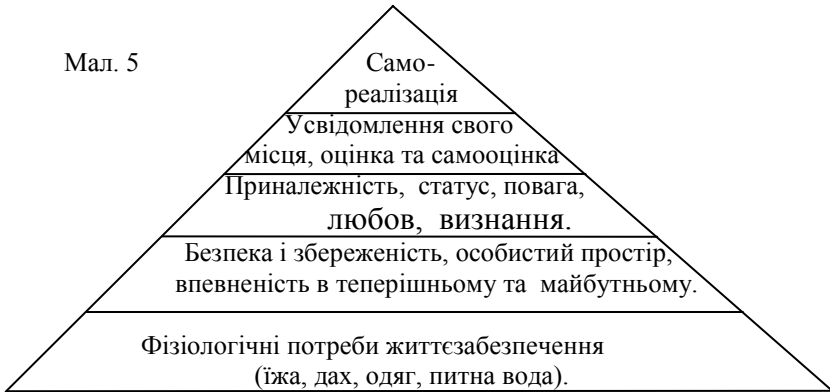 Мал. 5
Само-
реалізація
Усвідомлення свого
місця, оцінка та самооцінка
Приналежність, статус, повага,
любов, визнання.
Безпека і збереженість, особистий простір,
впевненість в теперішньому та майбутньому.
Фізіологічні потреби життєзабезпечення
(їжа, дах, одяг, питна вода).